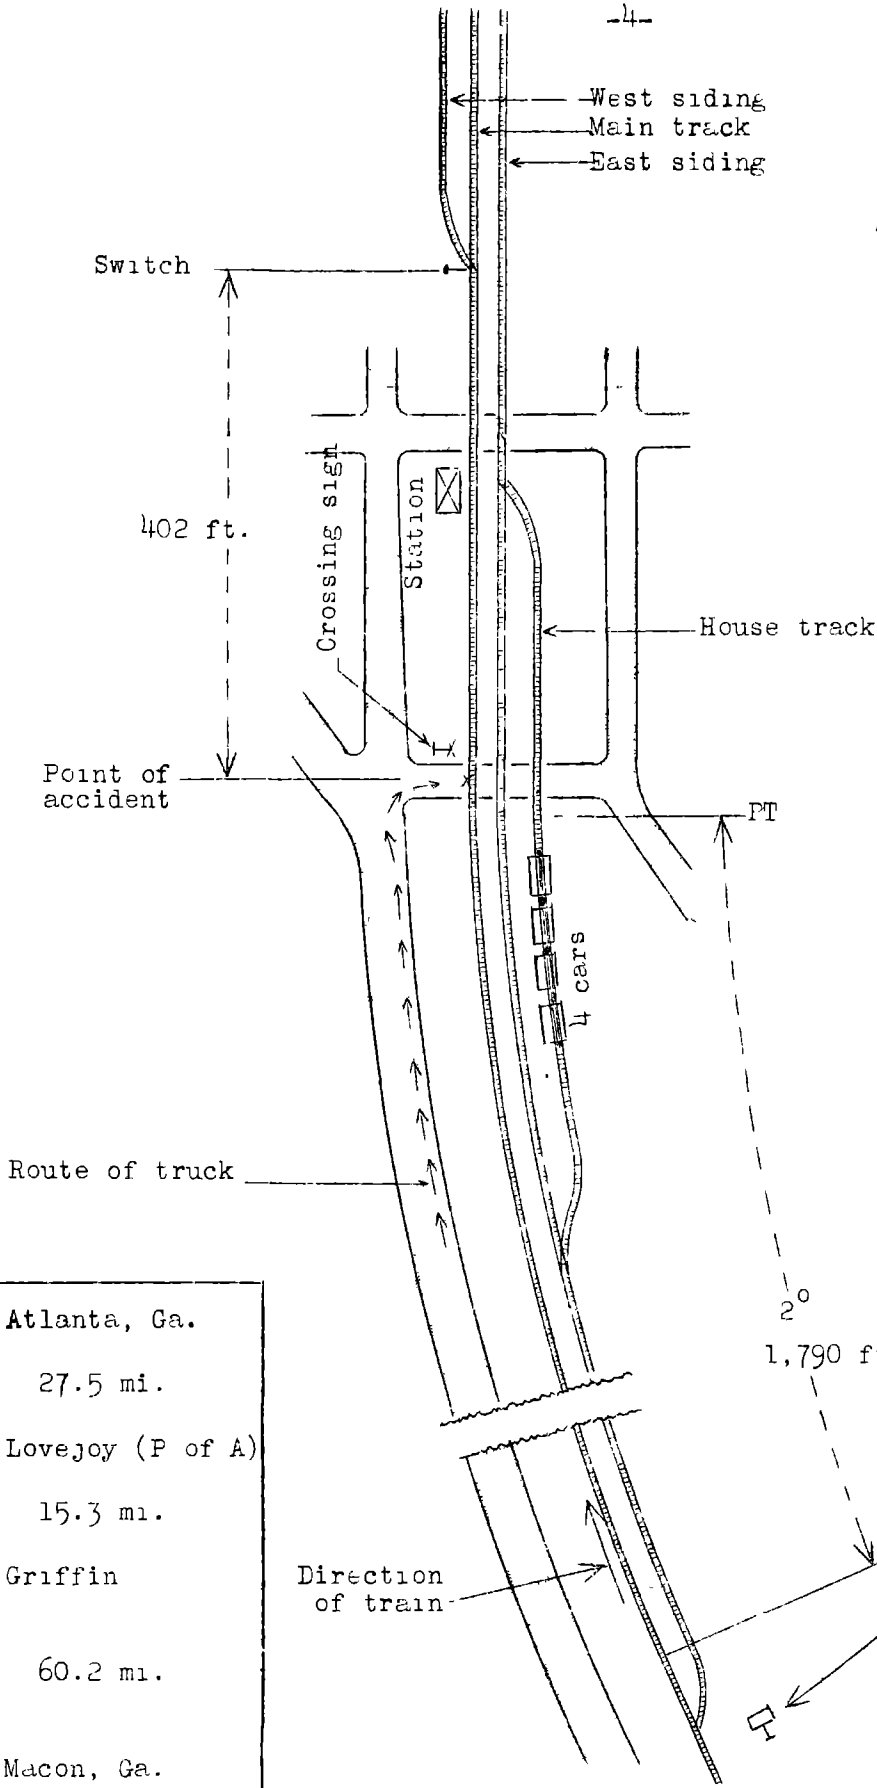 -4-
West siding
Main track
East siding
Switch
Crossing sign
Station
402 ft.
House track
Point of
accident
PT
4 cars
Route of truck
2°
1,790 f
Atlanta, Ga.
27.5 mi.
Lovejoy (P of A)
15.3 mi.
Griffin
60.2 mi.
Macon, Ga.
Direction
of train